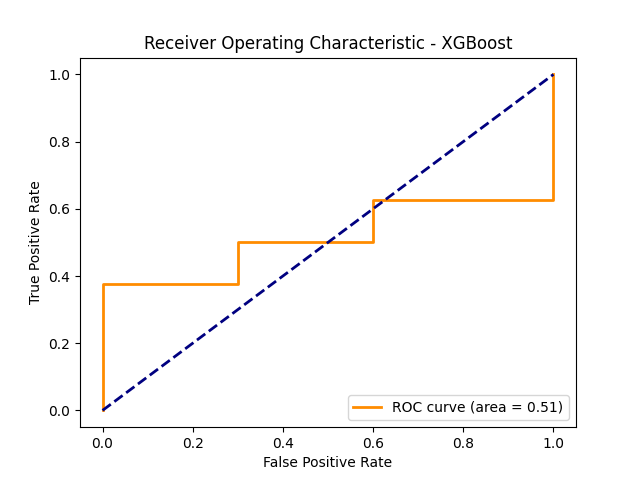 Receiver Operating Characteristic - XGBoost
1.0
0.8
0.6
0.4
0.2
0.0
True Positive Rate
ROC curve (area = 0.51)
0.0 0.2 0.4 0.6 0.8 1.0
False Positive Rate